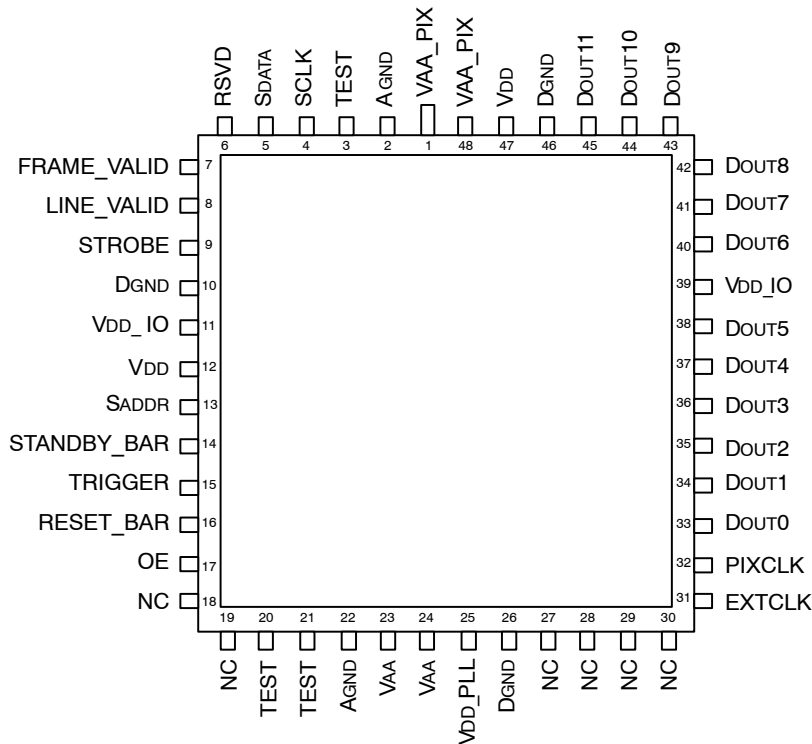 RSVD
SDATA
SCLK
TEST
AGND
VAA_PIX
VAA_PIX
VDD
DGND
DOUT11
DOUT10
DOUT9
6 5 4 3 2 1 48 47 46 45 44 43
FRAME_VALID 7
LINE_VALID 8
STROBE 9
DGND 10
VDD_IO 11
VDD 12
SADDR 13
STANDBY_BAR 14
TRIGGER 15
RESET_BAR 16
OE 17
NC 18
42 DOUT8
41 DOUT7
40 DOUT6
39 VDD_IO
38 DOUT5
37 DOUT4
36 DOUT3
35 DOUT2
34 DOUT1
33 DOUT0
32 PIXCLK
31 EXTCLK
19 20 21 22 23 24 25 26 27 28 29 30
NC
TEST
TEST
AGND
VAA
VAA
VDD_PLL
DGND
NC
NC
NC
NC